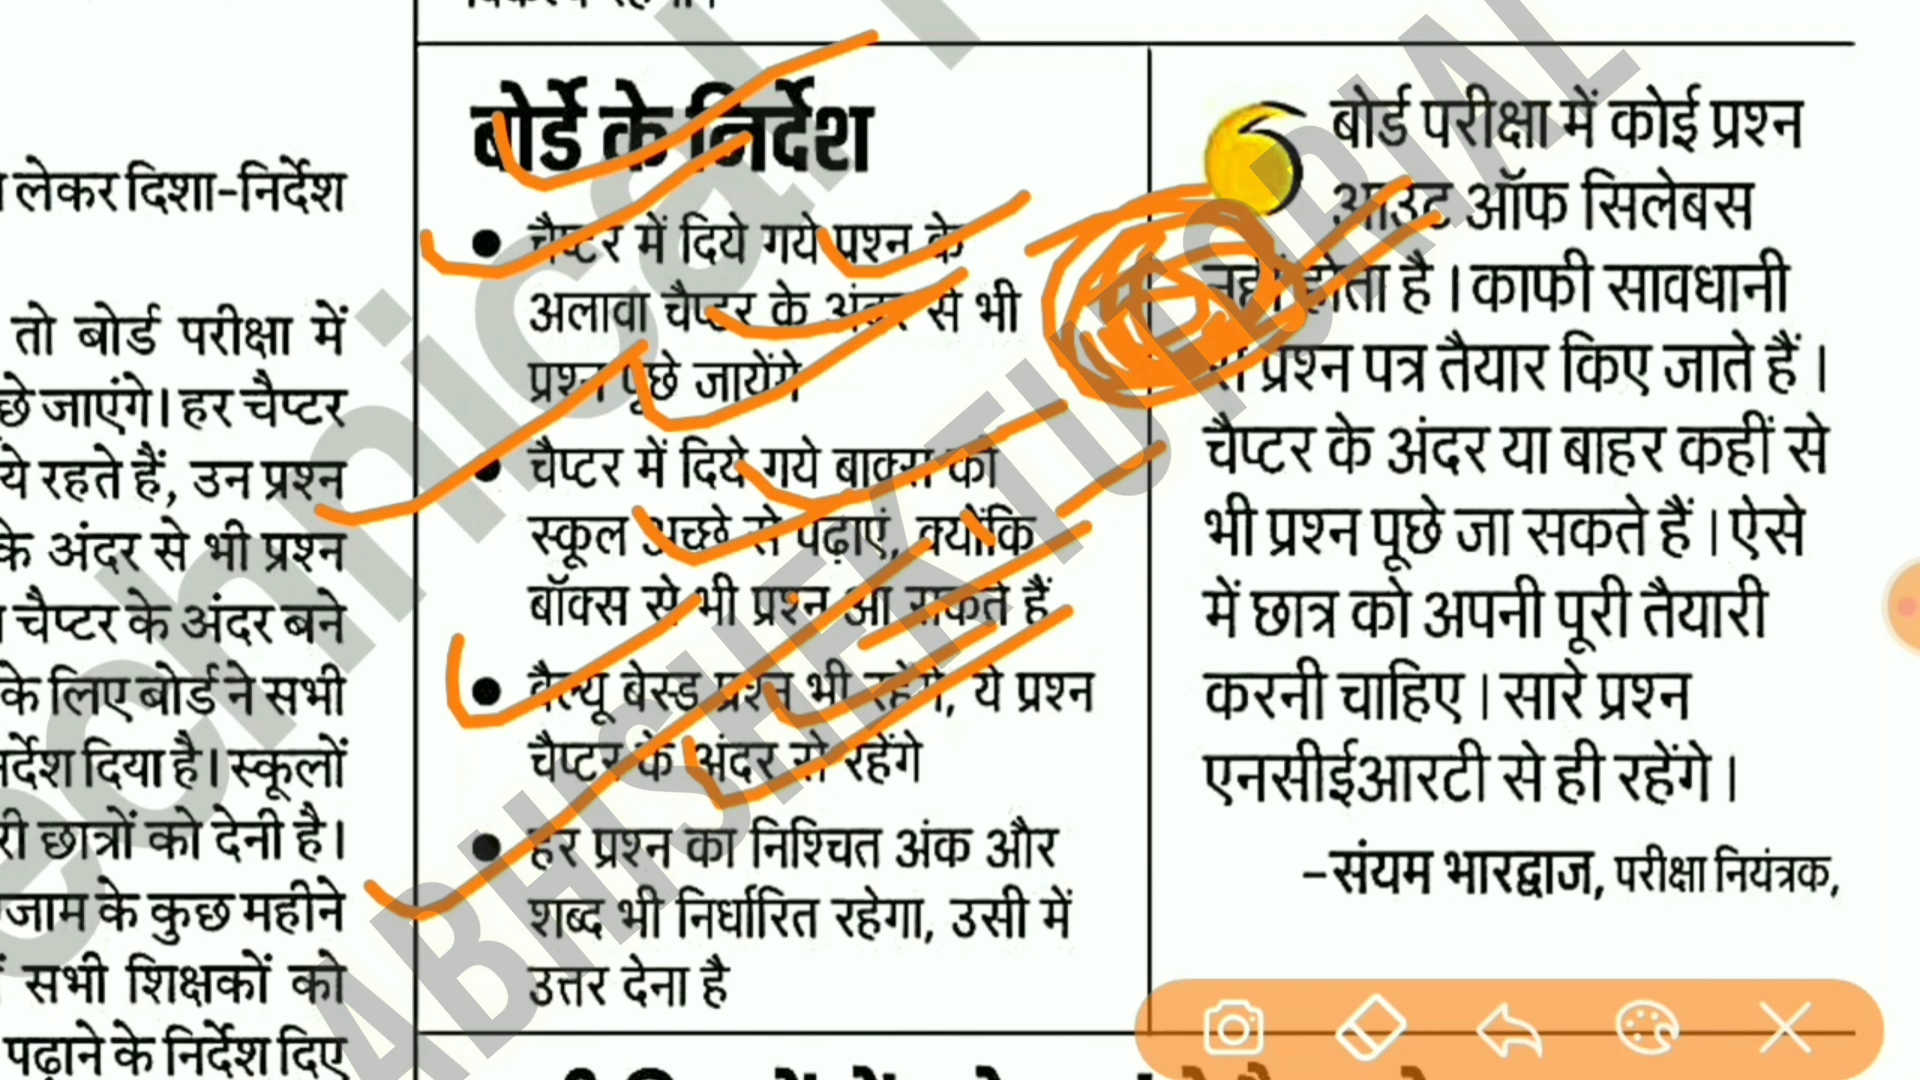 लेकर दिशा-निर्देश
तो बोर्ड परीक्षा में
छे जाएंगे। हर चैप्टर
ये रहते हैं, उन प्रश्न
के अंदर से भी प्रश्न
चैप्टर के अंदर बने
के लिए बोर्ड ने सभी
दिया है। स्कूलों
री छात्रों को देनी है।
के कुछ महीने
सभी शिक्षकों को
पढ़ाने के निर्देश दिए
बोर्ड के निर्देश
● चैप्टर में दिये गये प्रश्न के
अलावा चैप्टर के अंदर से भी
प्रश्न पूछे जायेंगे
● चैप्टर में दिये गये बाक्स को
स्कूल अच्छे से पढ़ाएं, क्योंकि
बॉक्स से भी प्रश्न आ सकते हैं
● वैल्यू बेस्ड प्रश्न भी रहेंगे, ये प्रश्न
चैप्टर के अंदर से रहेंगे
● हर प्रश्न का निश्चित अंक और
शब्द भी निर्धारित रहेगा, उसी में
उत्तर देना है
बोर्ड परीक्षा में कोई प्रश्न
आउट ऑफ सिलेबस
नहीं होता है। काफी सावधानी
से प्रश्न पत्र तैयार किए जाते हैं।
चैप्टर के अंदर या बाहर कहीं से
भी प्रश्न पूछे जा सकते हैं। ऐसे
में छात्र को अपनी पूरी तैयारी
करनी चाहिए। सारे प्रश्न
एनसीईआरटी से ही रहेंगे।
-संयम भारद्वाज, परीक्षा नियंत्रक,
ABHISHEK TUTORIAL